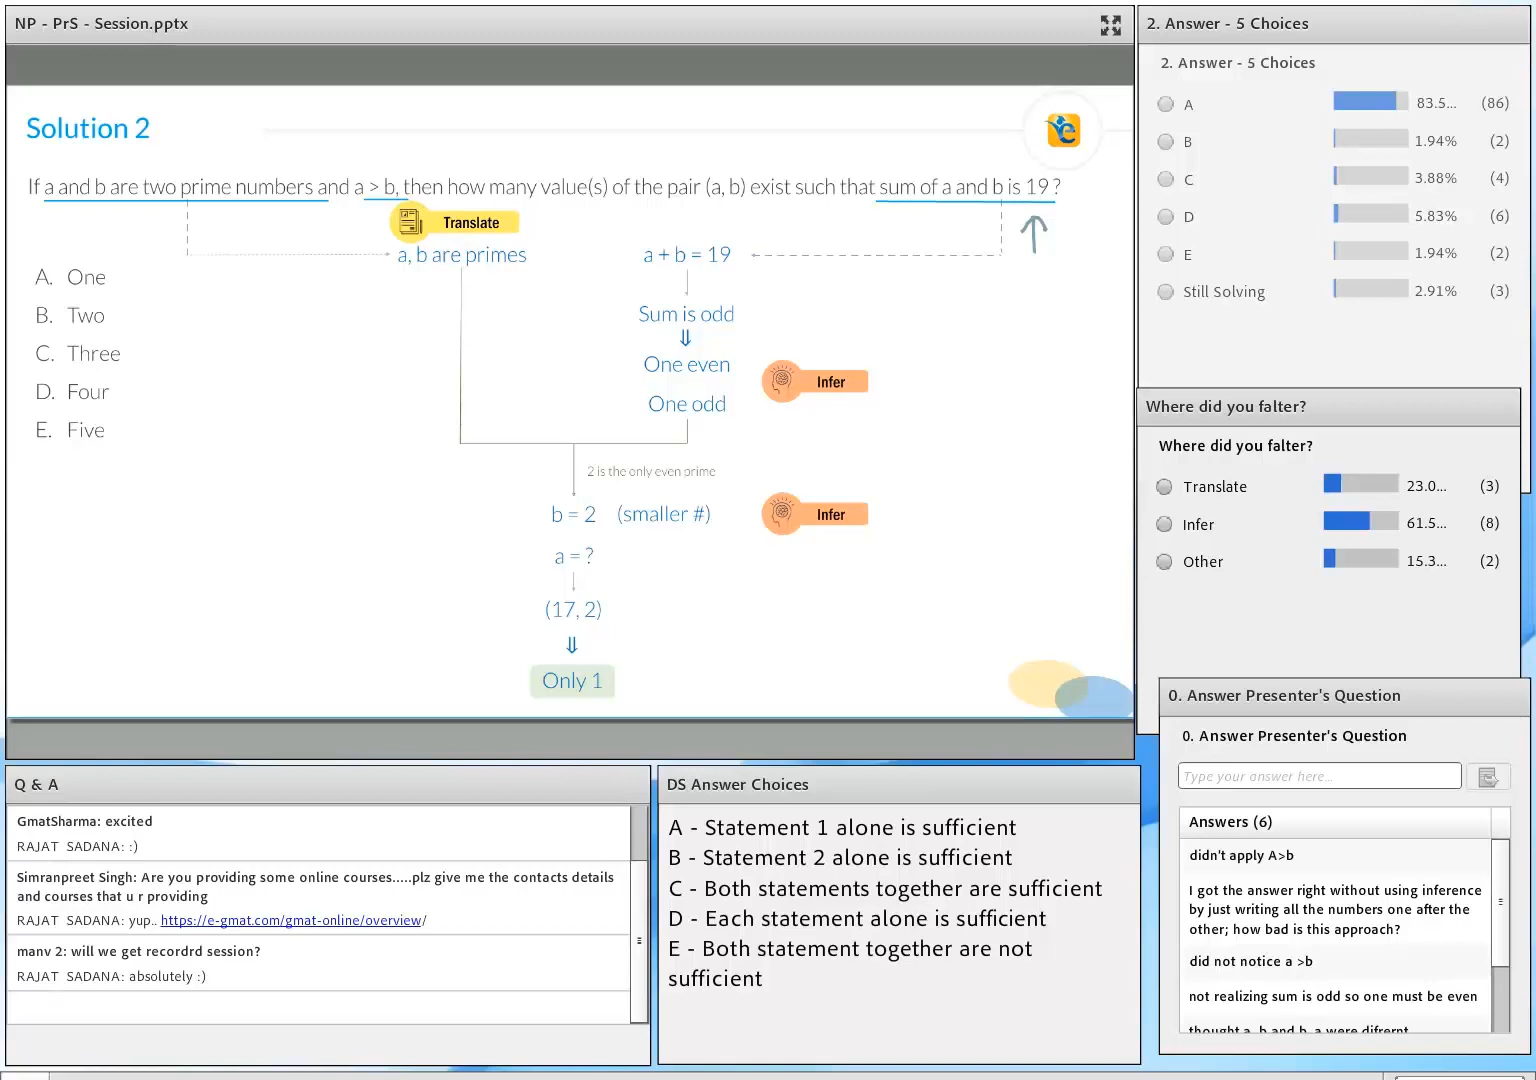 NP - PrS - Session.pptx
Solution 2
If a and b are two prime numbers and a > b, then how many value(s) of the pair (a, b) exist such that sum of a and b is 19 ?
Translate
a, b are primes
a + b = 19
A. One
B. Two
C. Three
D. Four
E. Five
Sum is odd
⇓
One even
One odd
Infer
2 is the only even prime
b = 2 (smaller #)
Infer
a = ?
(17, 2)
⇓
Only 1
2. Answer - 5 Choices
2. Answer - 5 Choices
A 83.5... (86)
B 1.94% (2)
C 3.88% (4)
D 5.83% (6)
E 1.94% (2)
Still Solving 2.91% (3)
Where did you falter?
Where did you falter?
Translate 23.0... (3)
Infer 61.5... (8)
Other 15.3... (2)
0. Answer Presenter's Question
0. Answer Presenter's Question
Type your answer here...
Answers (6)
didn't apply A>b
I got the answer right without using inference
by just writing all the numbers one after the
other; how bad is this approach?
did not notice a >b
not realizing sum is odd so one must be even
thought a, b and b, a were difrernt
Q & A
GmatSharma: excited
RAJAT SADANA: :)
Simranpreet Singh: Are you providing some online courses.....plz give me the contacts details
and courses that u r providing
RAJAT SADANA: yup.. https://e-gmat.com/gmat-online/overview/
manv 2: will we get recordrd session?
RAJAT SADANA: absolutely :)
DS Answer Choices
A - Statement 1 alone is sufficient
B - Statement 2 alone is sufficient
C - Both statements together are sufficient
D - Each statement alone is sufficient
E - Both statement together are not
sufficient